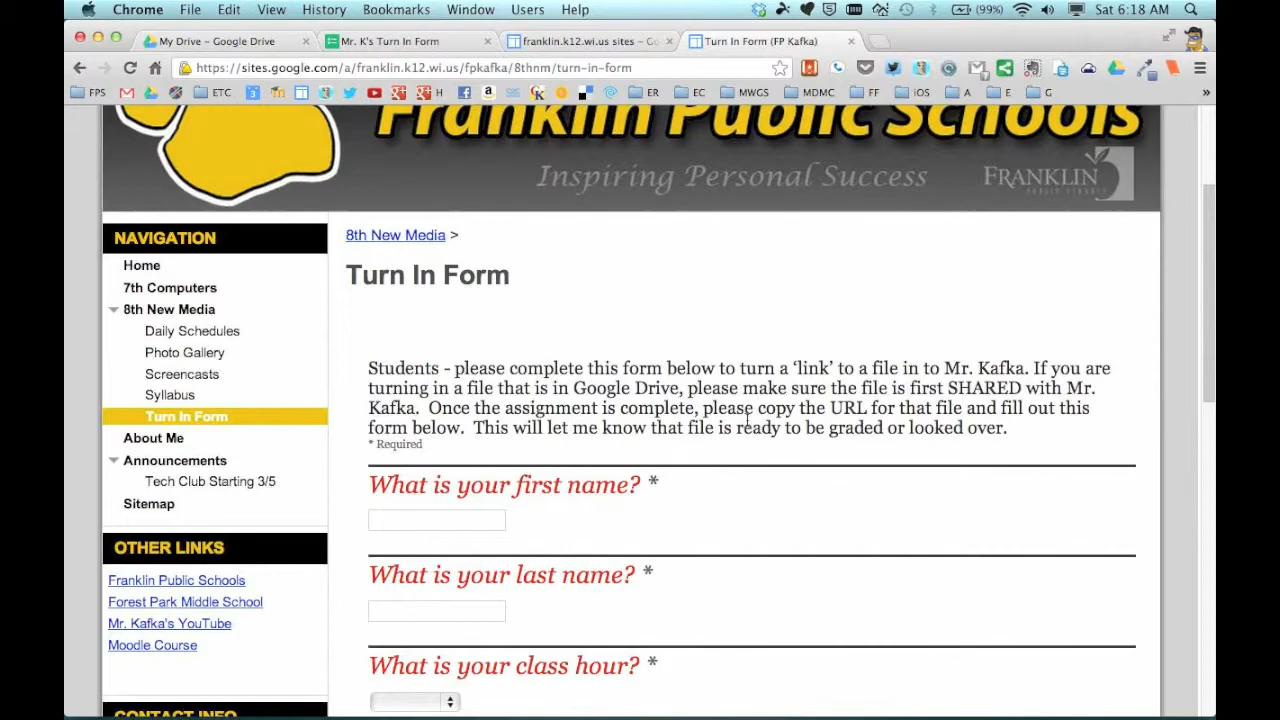 Chrome File Edit View History Bookmarks Window Users Help (99%) Sat 6:18 AM
My Drive – Google Drive Mr. K's Turn In Form franklin.k12.wi.us sites – Go Turn In Form (FP Kafka)
https://sites.google.com/a/franklin.k12.wi.us/fpkafka/8thnm/turn-in-form
FPS ETC H ER EC MWGS MDMC FF iOS A E G
Franklin Public Schools
Inspiring Personal Success
FRANKLIN
PUBLIC SCHOOLS
NAVIGATION
Home
7th Computers
8th New Media
Daily Schedules
Photo Gallery
Screencasts
Syllabus
Turn In Form
About Me
Announcements
Tech Club Starting 3/5
Sitemap
OTHER LINKS
Franklin Public Schools
Forest Park Middle School
Mr. Kafka's YouTube
Moodle Course
CONTACT INFO
8th New Media >
Turn In Form
Students - please complete this form below to turn a ‘link’ to a file in to Mr. Kafka. If you are
turning in a file that is in Google Drive, please make sure the file is first SHARED with Mr.
Kafka. Once the assignment is complete, please copy the URL for that file and fill out this
form below. This will let me know that file is ready to be graded or looked over.
* Required
What is your first name? *
What is your last name? *
What is your class hour? *